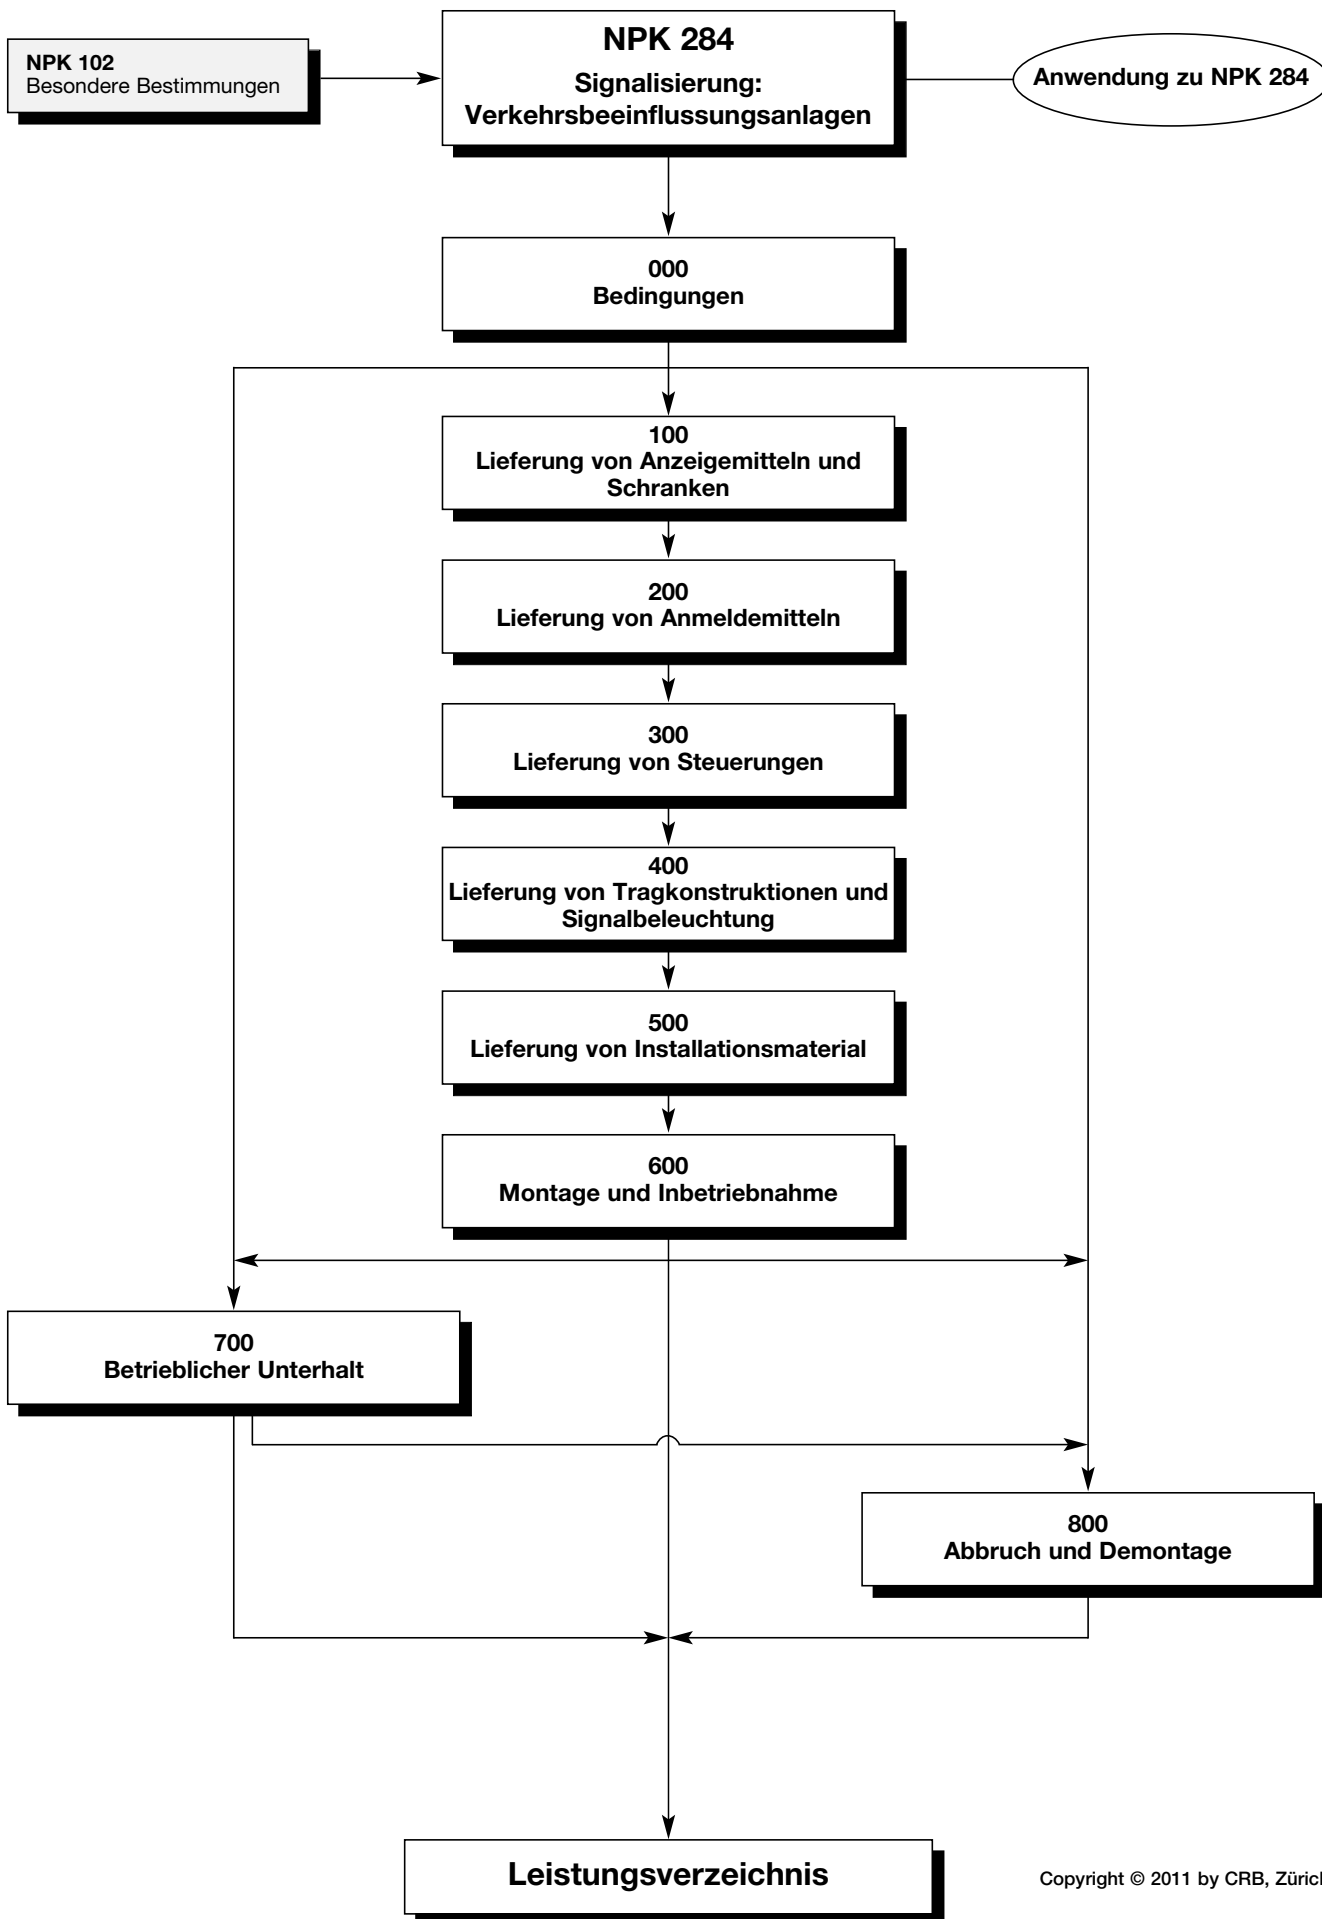 NPK 102
Besondere Bestimmungen
NPK 284
Signalisierung:
Verkehrsbeeinflussungsanlagen
Anwendung zu NPK 284
000
Bedingungen
100
Lieferung von Anzeigemitteln und
Schranken
200
Lieferung von Anmeldemitteln
300
Lieferung von Steuerungen
400
Lieferung von Tragkonstruktionen und
Signalbeleuchtung
500
Lieferung von Installationsmaterial
600
Montage und Inbetriebnahme
700
Betrieblicher Unterhalt
800
Abbruch und Demontage
Leistungsverzeichnis
Copyright © 2011 by CRB, Zürich